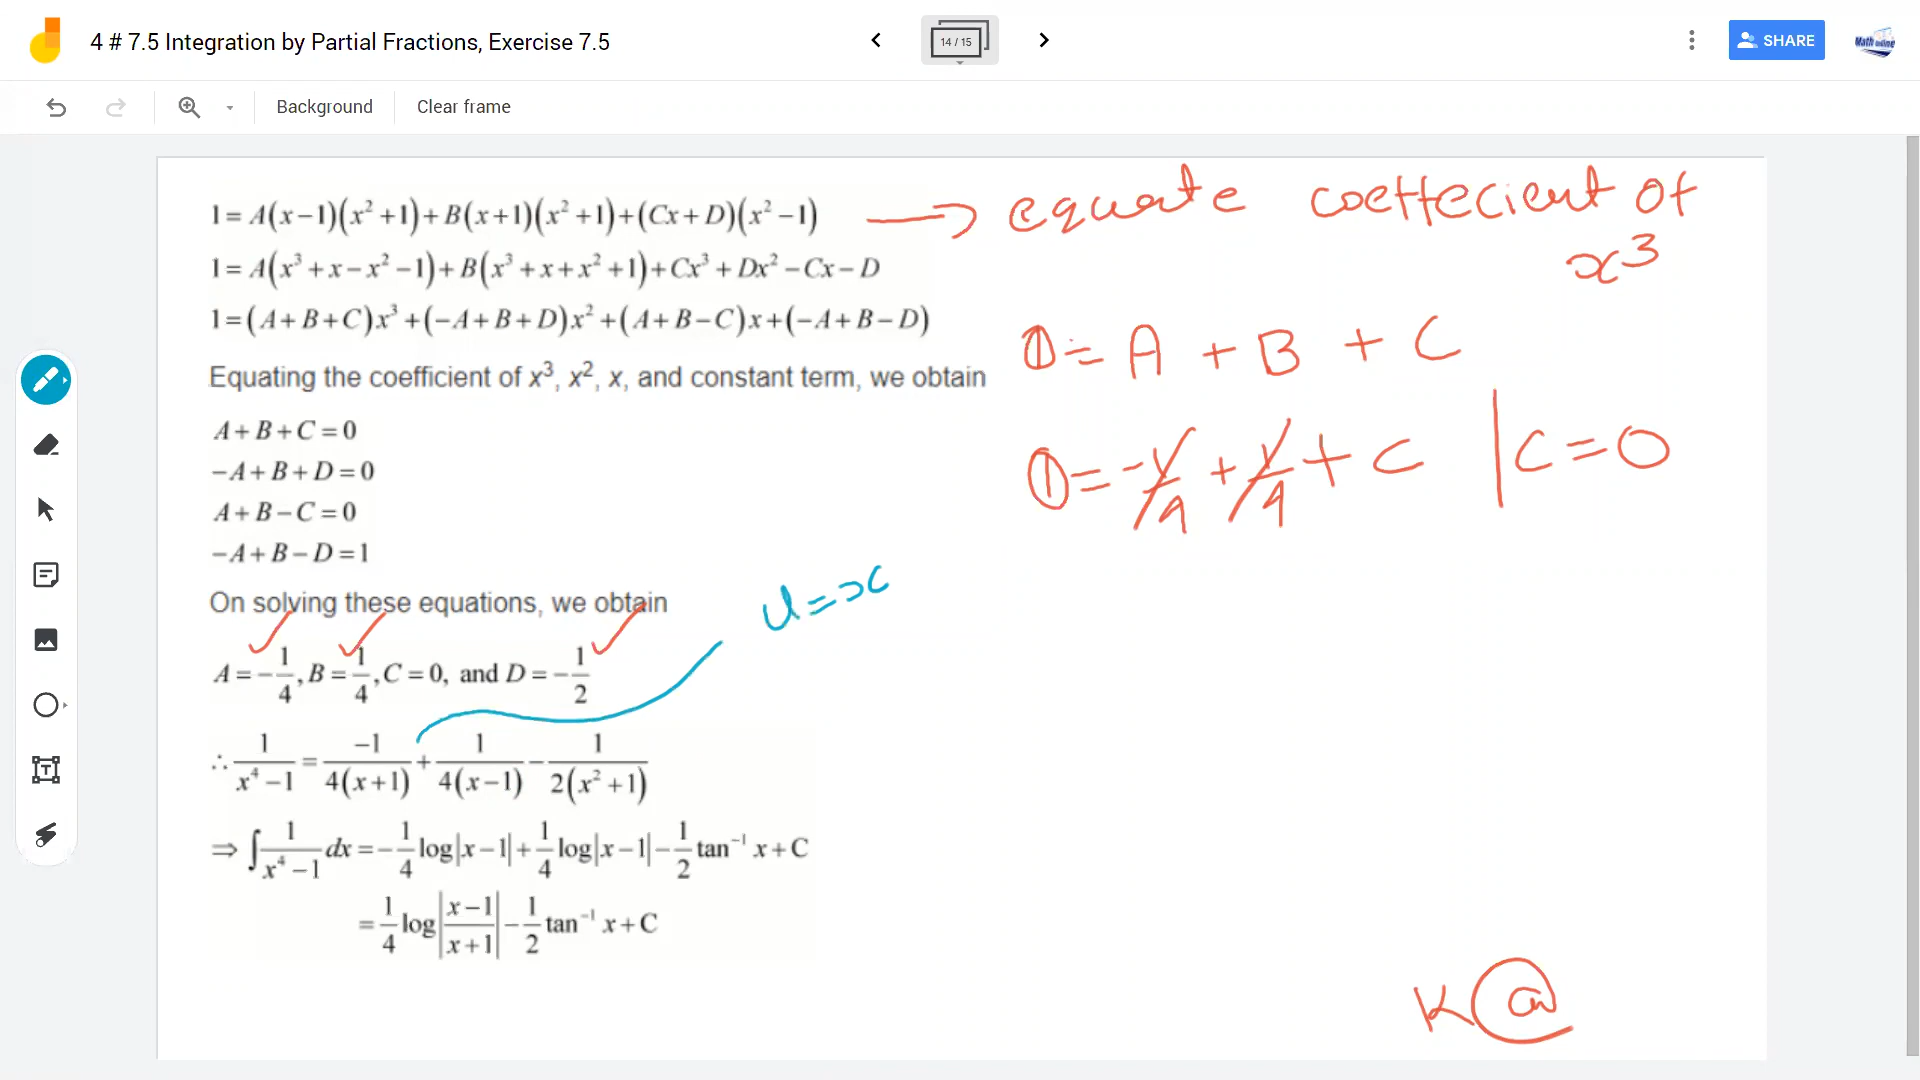 4 # 7.5 Integration by Partial Fractions, Exercise 7.5
14 / 15
SHARE
Math online
Background
Clear frame
1 = A(x−1)(x² +1) + B(x+1)(x² +1) + (Cx + D)(x² −1)
→ equate coeffecient of x³
1 = A(x³ + x − x² −1) + B(x³ + x + x² +1) + Cx³ + Dx² − Cx − D
1 = (A + B + C)x³ + (−A + B + D)x² + (A + B − C)x + (−A + B − D)
Equating the coefficient of x³, x², x, and constant term, we obtain
A + B + C = 0
−A + B + D = 0
A + B − C = 0
−A + B − D = 1
On solving these equations, we obtain
A = −1/4, B = 1/4, C = 0, and D = −1/2
∴ 1/(x⁴ −1) = −1/4(x+1) + 1/4(x−1) − 1/2(x² +1)
⇒ ∫ 1/(x⁴ −1) dx = −1/4 log|x −1| + 1/4 log|x −1| − 1/2 tan⁻¹ x + C
= 1/4 log|(x −1)/(x +1)| − 1/2 tan⁻¹ x + C
= A + B + C
= −1/4 + 1/4 + C | C = 0
u = x